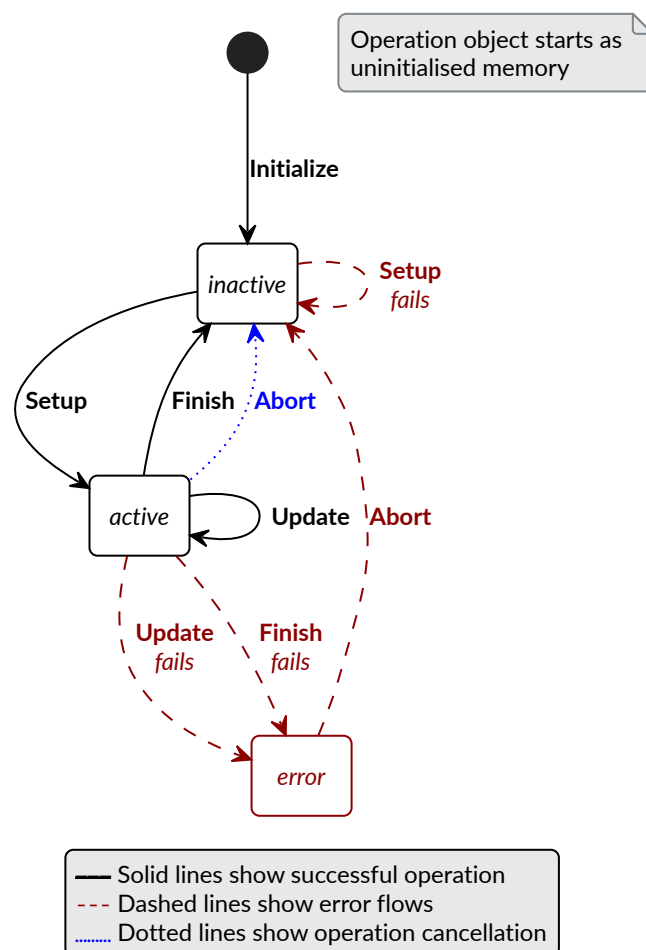 Operation object starts as
uninitialised memory
Initialize
inactive
Setup
fails
Setup
Finish
Abort
active
Update
Abort
Update
fails
Finish
fails
error
Solid lines show successful operation
Dashed lines show error flows
Dotted lines show operation cancellation